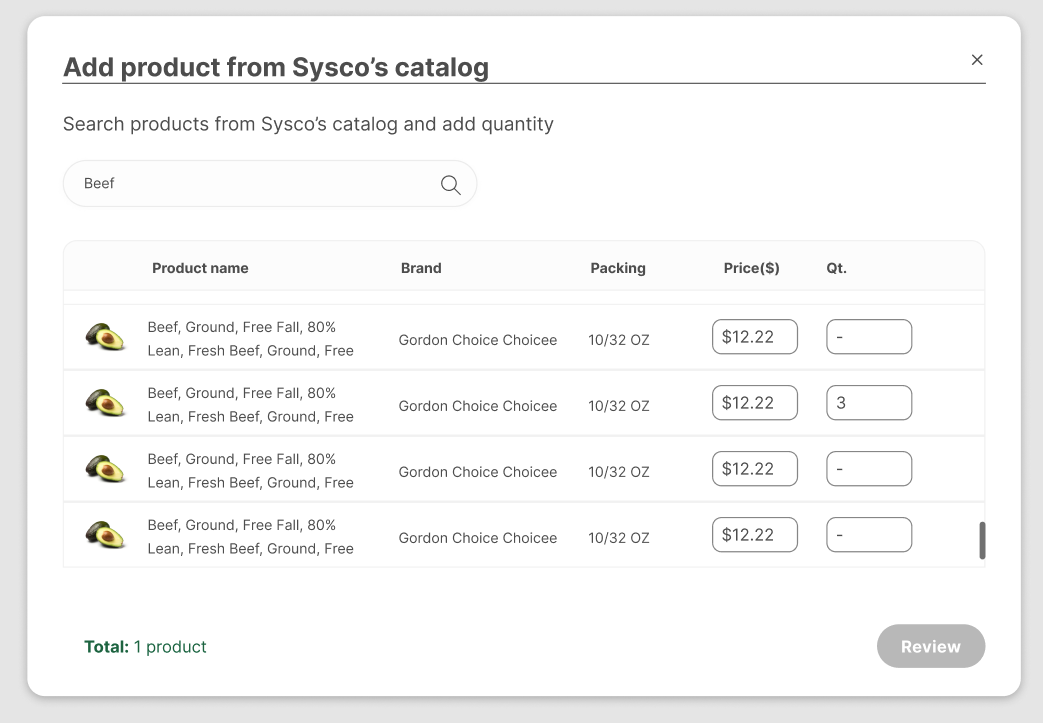 Add product from Sysco’s catalog
Search products from Sysco’s catalog and add quantity
Beef
Product name Brand Packing Price($) Qt.
Beef, Ground, Free Fall, 80%
Lean, Fresh Beef, Ground, Free
Gordon Choice Choicee 10/32 OZ $12.22 -
Beef, Ground, Free Fall, 80%
Lean, Fresh Beef, Ground, Free
Gordon Choice Choicee 10/32 OZ $12.22 3
Beef, Ground, Free Fall, 80%
Lean, Fresh Beef, Ground, Free
Gordon Choice Choicee 10/32 OZ $12.22 -
Beef, Ground, Free Fall, 80%
Lean, Fresh Beef, Ground, Free
Gordon Choice Choicee 10/32 OZ $12.22 -
Total: 1 product
Review